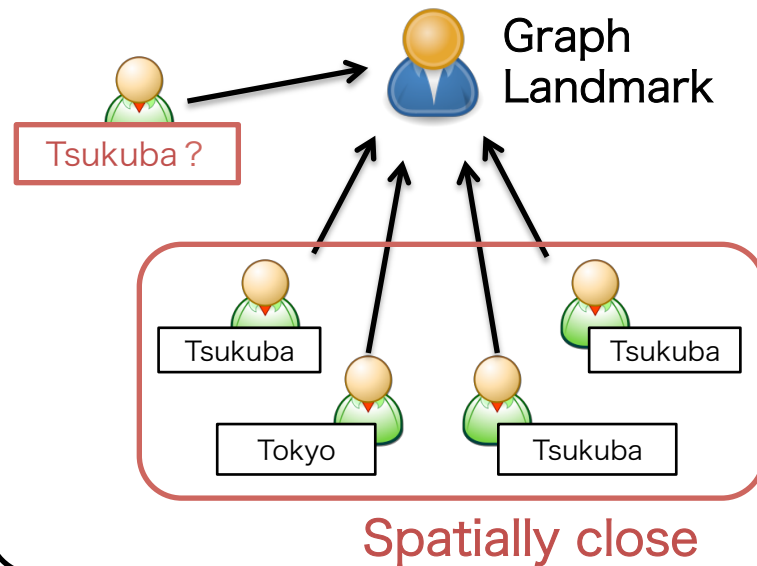 Graph
Landmark
Tsukuba？
Tsukuba
Tsukuba
Tokyo
Tsukuba
Spatially close